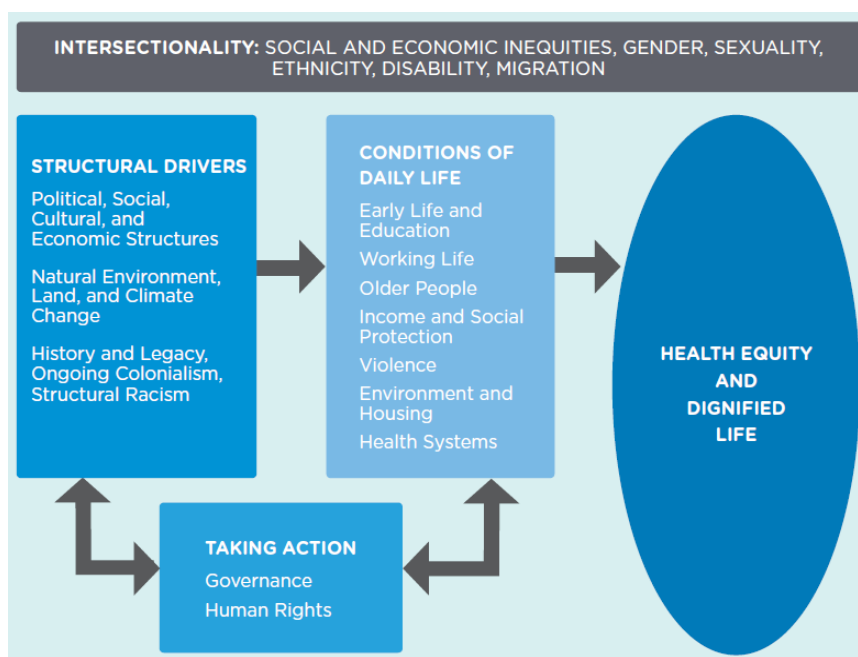 INTERSECTIONALITY: SOCIAL AND ECONOMIC INEQUITIES, GENDER, SEXUALITY,
ETHNICITY, DISABILITY, MIGRATION
STRUCTURAL DRIVERS
Political, Social,
Cultural, and
Economic Structures
Natural Environment,
Land, and Climate
Change
History and Legacy,
Ongoing Colonialism,
Structural Racism
CONDITIONS OF
DAILY LIFE
Early Life and
Education
Working Life
Older People
Income and Social
Protection
Violence
Environment and
Housing
Health Systems
HEALTH EQUITY
AND
DIGNIFIED
LIFE
TAKING ACTION
Governance
Human Rights